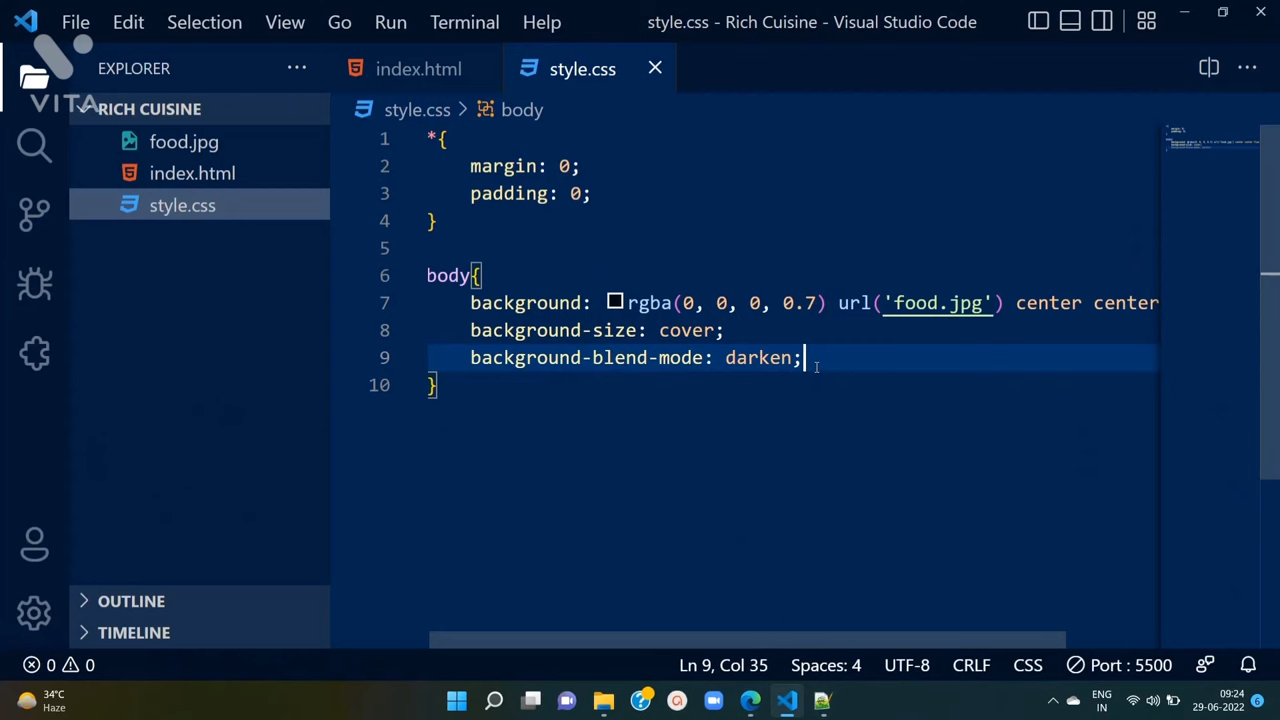 File Edit Selection View Go Run Terminal Help style.css - Rich Cuisine - Visual Studio Code
VITA
EXPLORER
index.html style.css
RICH CUISINE
food.jpg
index.html
style.css
style.css > body
1 *{
2 margin: 0;
3 padding: 0;
4 }
5
6 body{
7 background: rgba(0, 0, 0, 0.7) url('food.jpg') center center
8 background-size: cover;
9 background-blend-mode: darken;
10 }
OUTLINE
TIMELINE
0 0 Ln 9, Col 35 Spaces: 4 UTF-8 CRLF CSS Port : 5500
34°C
Haze
ENG
IN
09:24
29-06-2022
6